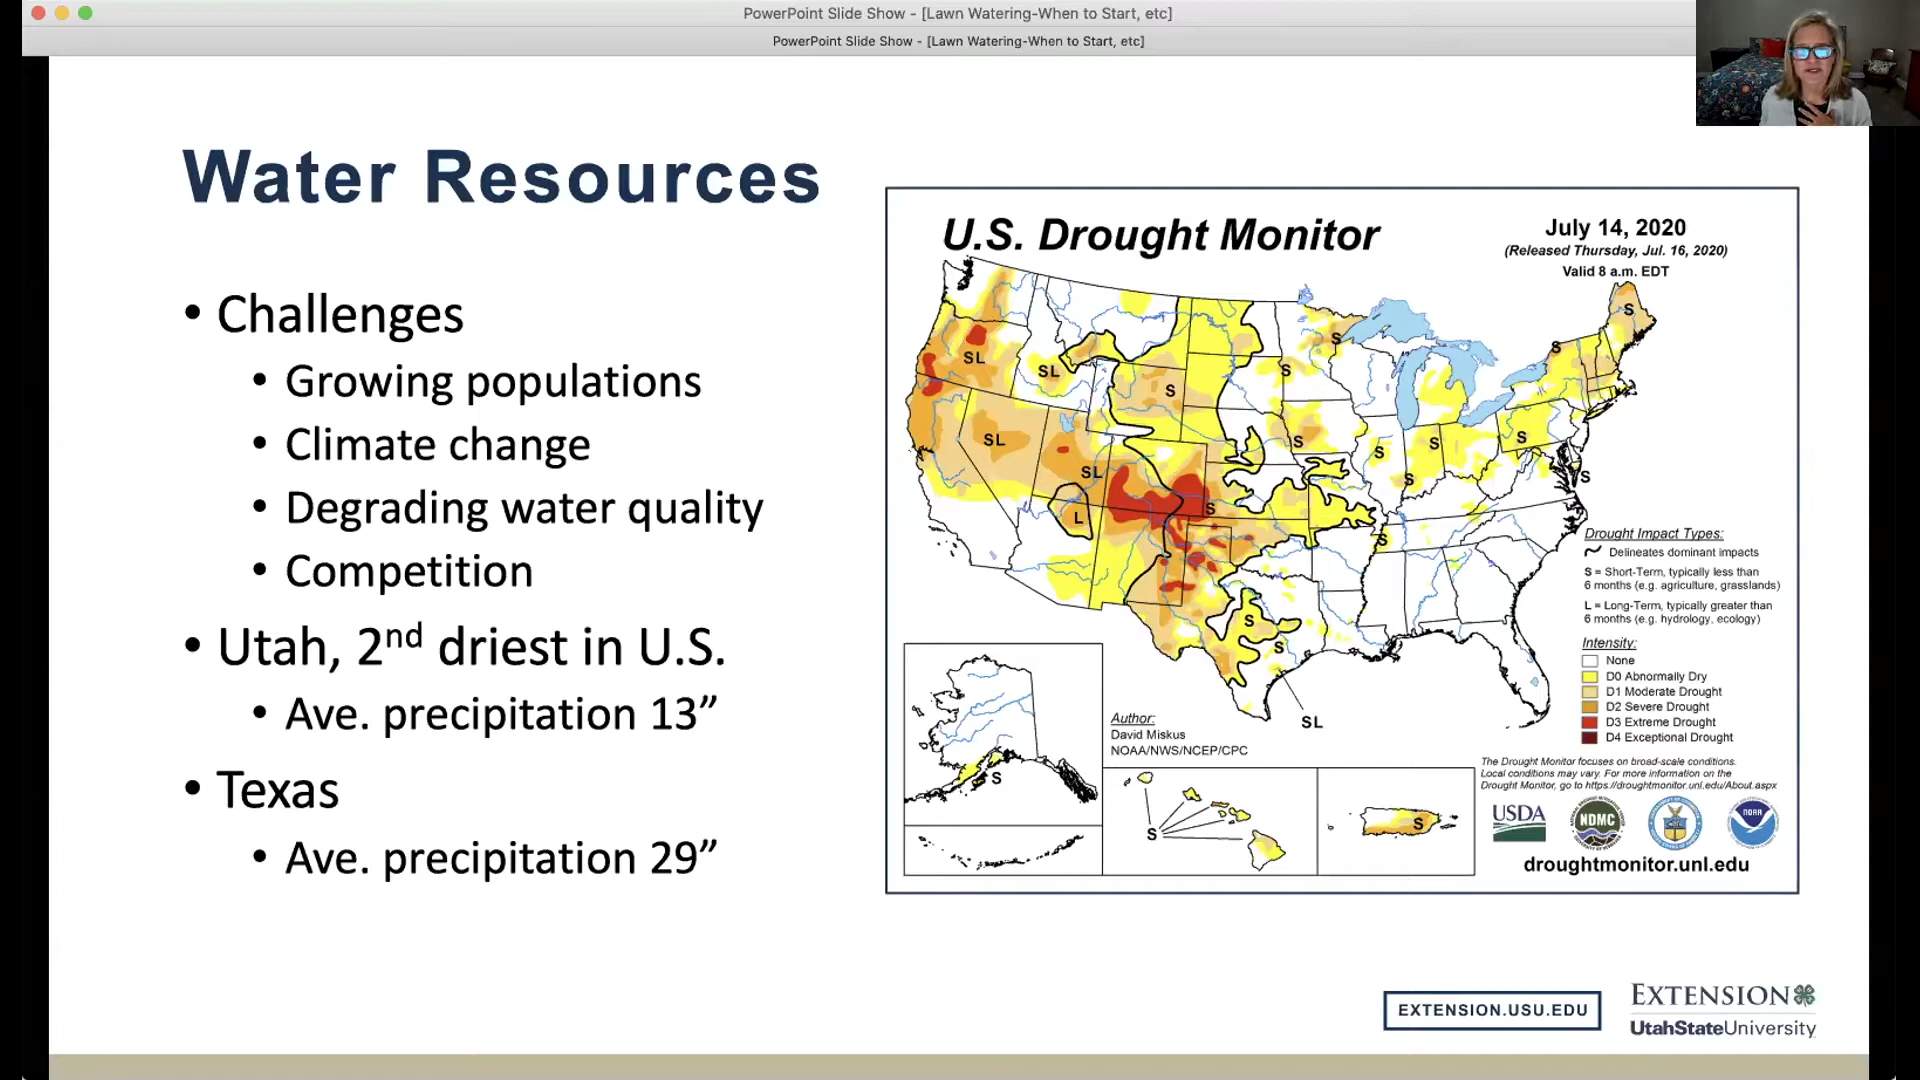 PowerPoint Slide Show - [Lawn Watering-When to Start, etc]
PowerPoint Slide Show - [Lawn Watering-When to Start, etc]
Water Resources
• Challenges
• Growing populations
• Climate change
• Degrading water quality
• Competition
• Utah, 2nd driest in U.S.
• Ave. precipitation 13”
• Texas
• Ave. precipitation 29”
U.S. Drought Monitor
July 14, 2020
(Released Thursday, Jul. 16, 2020)
Valid 8 a.m. EDT
S
S
S
SL
SL
S
S
SL
S
S
S
S
SL
S
S
S
L
S
S
S
SL
Drought Impact Types:
Delineates dominant impacts
S = Short-Term, typically less than
6 months (e.g. agriculture, grasslands)
L = Long-Term, typically greater than
6 months (e.g. hydrology, ecology)
Intensity:
None
D0 Abnormally Dry
D1 Moderate Drought
D2 Severe Drought
D3 Extreme Drought
D4 Exceptional Drought
Author:
David Miskus
NOAA/NWS/NCEP/CPC
S
S
S
The Drought Monitor focuses on broad-scale conditions.
Local conditions may vary. For more information on the
Drought Monitor, go to https://droughtmonitor.unl.edu/About.aspx
USDA
NDMC
NOAA
droughtmonitor.unl.edu
EXTENSION.USU.EDU
EXTENSION
UtahStateUniversity